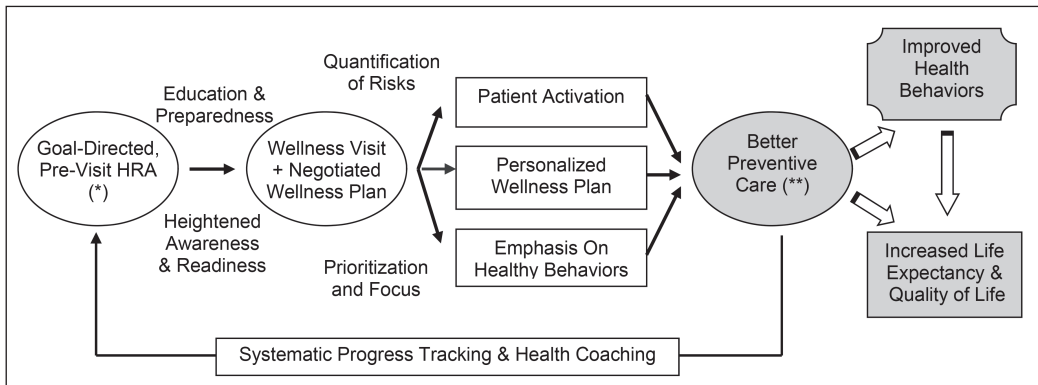 Education &
Preparedness
Goal-Directed,
Pre-Visit HRA
(*)
Heightened
Awareness
& Readiness
Wellness Visit
+ Negotiated
Wellness Plan
Quantification
of Risks
Prioritization
and Focus
Patient Activation
Personalized
Wellness Plan
Emphasis On
Healthy Behaviors
Better
Preventive
Care (**)
Improved
Health
Behaviors
Increased Life
Expectancy &
Quality of Life
Systematic Progress Tracking & Health Coaching